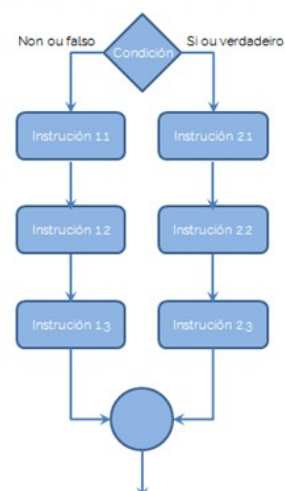 Non ou falso
Condición
Si ou verdadeiro
Instrución 1.1
Instrución 2.1
Instrución 1.2
Instrución 2.2
Instrución 1.3
Instrución 2.3